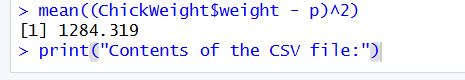 > mean((ChickWeight$weight - p)^2)
[1] 1284.319
> print("Contents of the CSV file:")